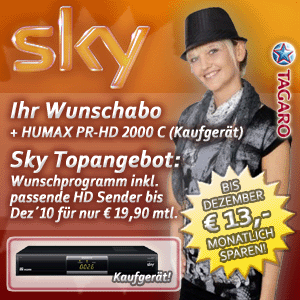 sky
TAGARO
Ihr Wunschabo
+ HUMAX PR-HD 2000 C (Kaufgerät)
Sky Topangebot:
Wunschprogramm inkl.
passende HD Sender bis
Dez´10 für nur € 19,90 mtl.
BIS
DEZEMBER
€ 13,-
MONATLICH
SPAREN!
Kaufgerät!